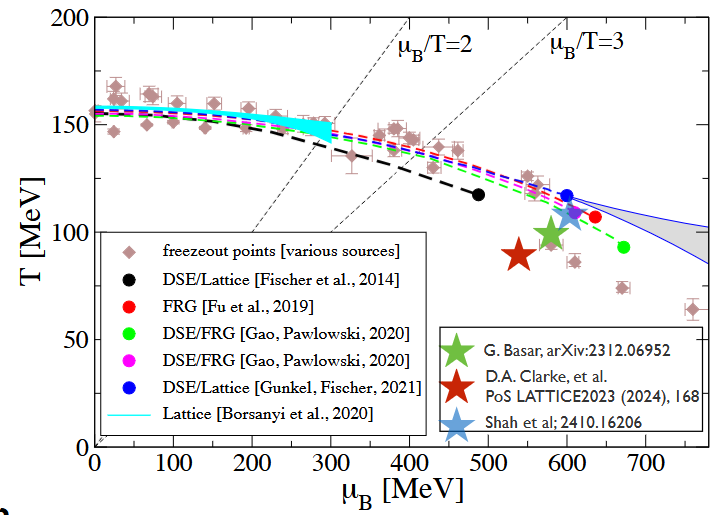 μB/T=2
μB/T=3
200
150
100
50
0
T [MeV]
freezeout points [various sources]
DSE/Lattice [Fischer et al., 2014]
FRG [Fu et al., 2019]
DSE/FRG [Gao, Pawlowski, 2020]
DSE/FRG [Gao, Pawlowski, 2020]
DSE/Lattice [Gunkel, Fischer, 2021]
Lattice [Borsanyi et al., 2020]
G. Basar, arXiv:2312.06952
D.A. Clarke, et al.
PoS LATTICE2023 (2024), 168
Shah et al; 2410.16206
0 100 200 300 400 500 600 700
μB [MeV]